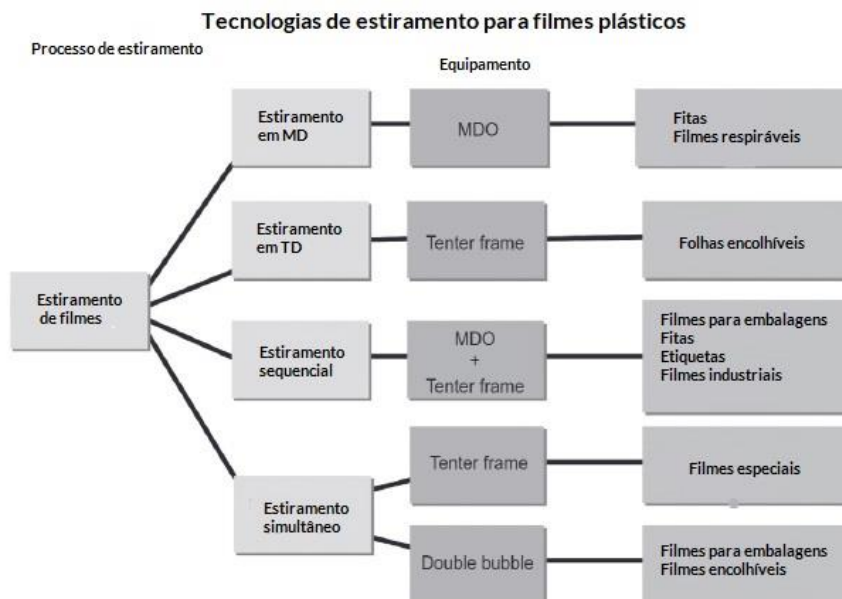 Tecnologias de estiramento para filmes plásticos
Processo de estiramento
Equipamento
Estiramento
de filmes
Estiramento
em MD
MDO
Fitas
Filmes respiráveis
Estiramento
em TD
Tenter frame
Folhas encolhíveis
Estiramento
sequencial
MDO
+
Tenter frame
Filmes para embalagens
Fitas
Etiquetas
Filmes industriais
Estiramento
simultâneo
Tenter frame
Filmes especiais
Double bubble
Filmes para embalagens
Filmes encolhíveis